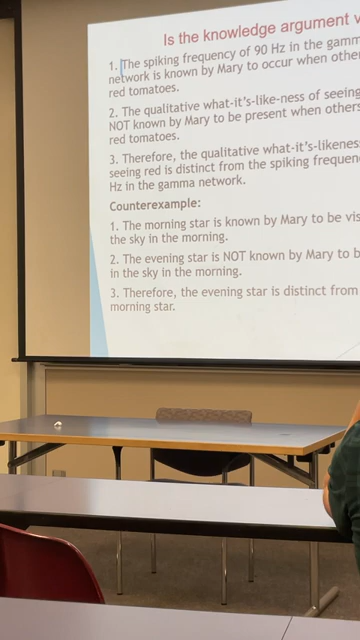 Is the knowledge argument v
1. The spiking frequency of 90 Hz in the gamm
network is known by Mary to occur when othe
red tomatoes.
2. The qualitative what-it's-like-ness of seeing
NOT known by Mary to be present when others
red tomatoes.
3. Therefore, the qualitative what-it's-likeness
seeing red is distinct from the spiking frequen
Hz in the gamma network.
Counterexample:
1. The morning star is known by Mary to be vis
the sky in the morning.
2. The evening star is NOT known by Mary to b
in the sky in the morning.
3. Therefore, the evening star is distinct from
morning star.